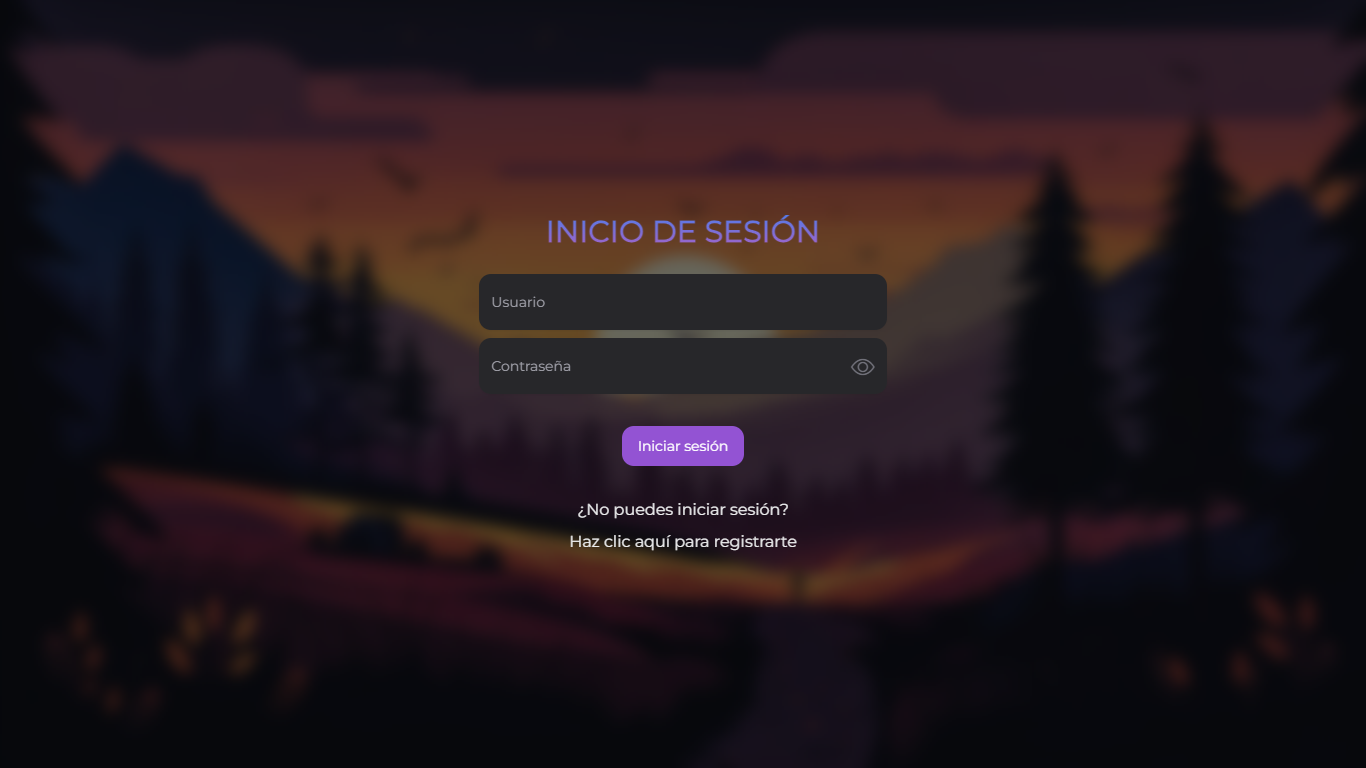 INICIO DE SESIÓN
Usuario
Contraseña
Iniciar sesión
¿No puedes iniciar sesión?
Haz clic aquí para registrarte